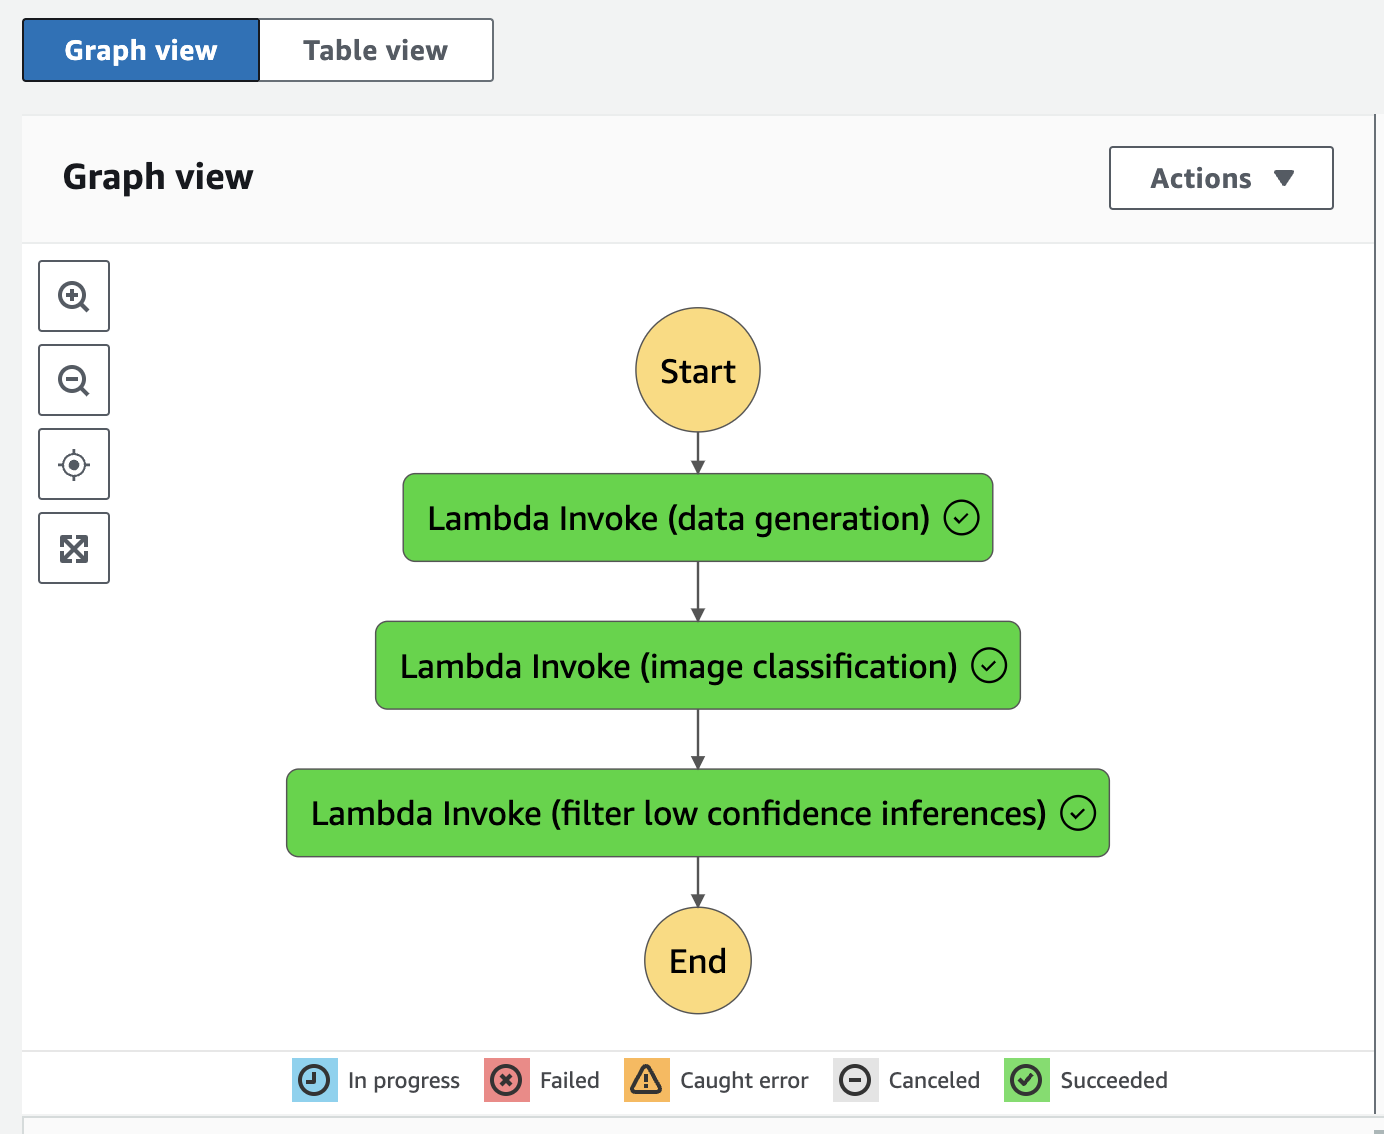 Graph view
Table view
Graph view
Actions
Start
Lambda Invoke (data generation)
Lambda Invoke (image classification)
Lambda Invoke (filter low confidence inferences)
End
In progress
Failed
Caught error
Canceled
Succeeded